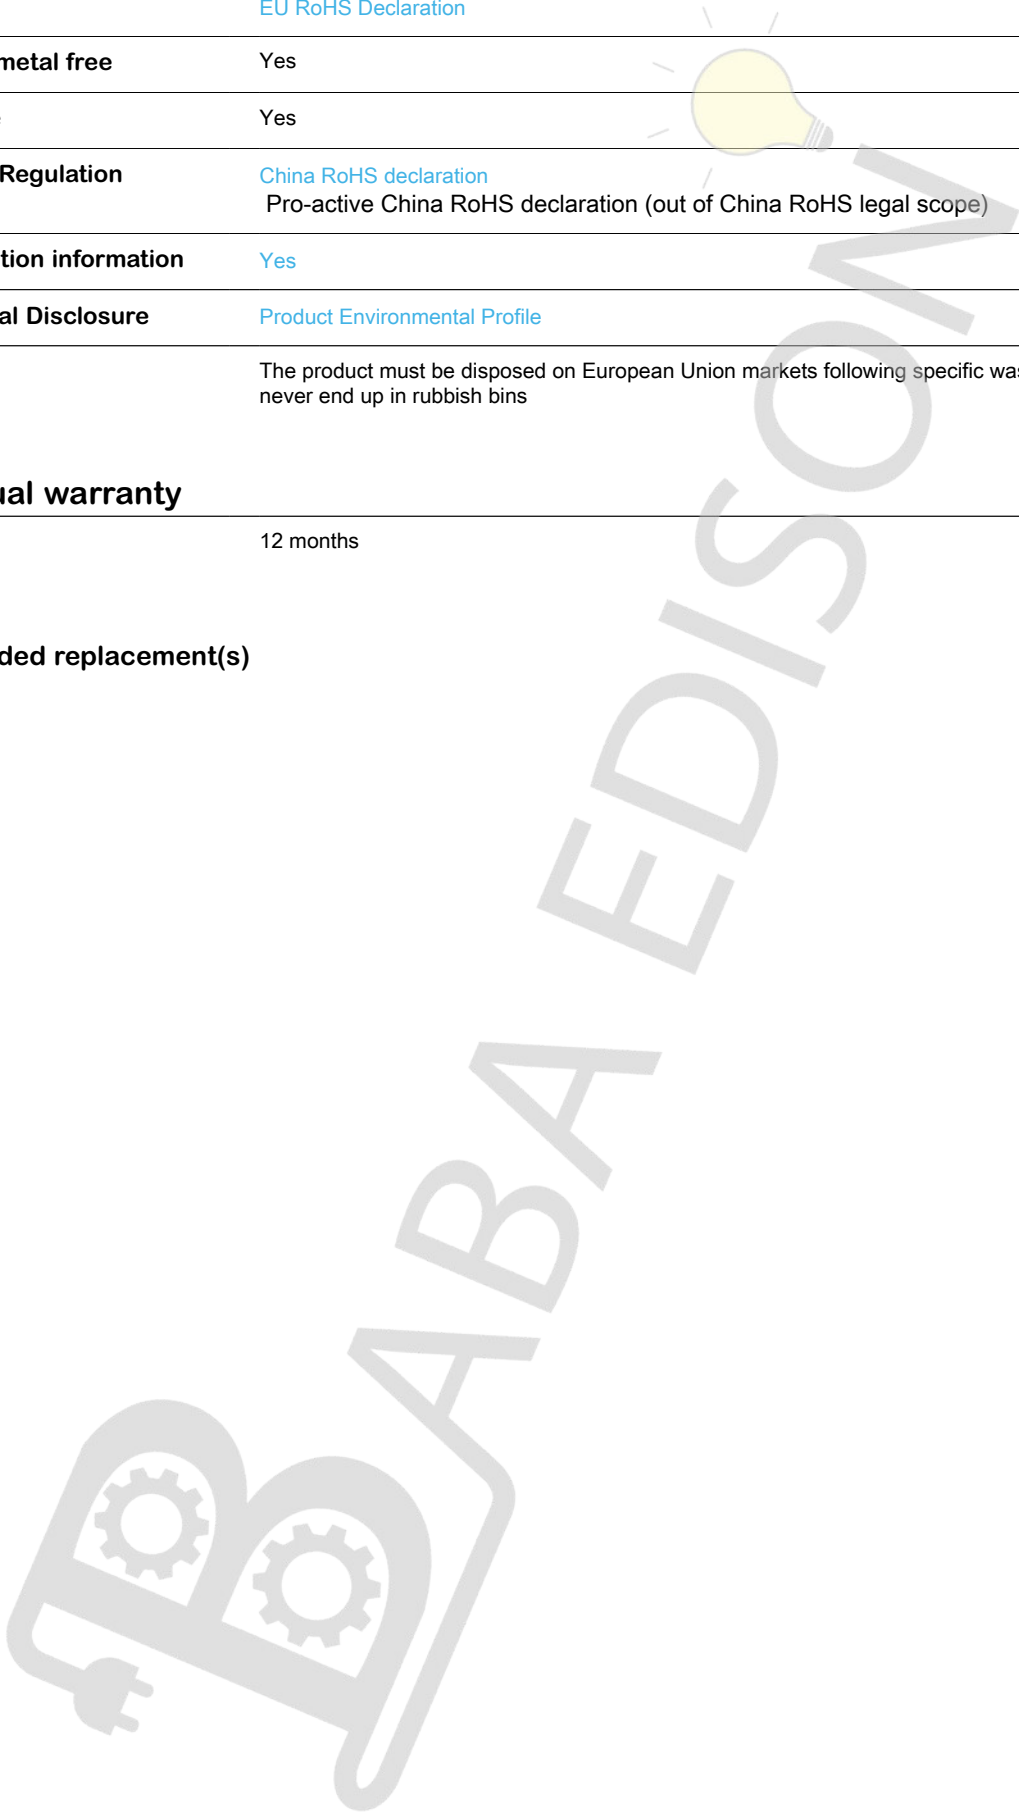 EU RoHS Declaration
metal free Yes
Yes
Regulation China RoHS declaration
Pro-active China RoHS declaration (out of China RoHS legal scope)
tion information Yes
al Disclosure Product Environmental Profile
The product must be disposed on European Union markets following specific was
never end up in rubbish bins
ual warranty
12 months
ded replacement(s)
BABA EDISON